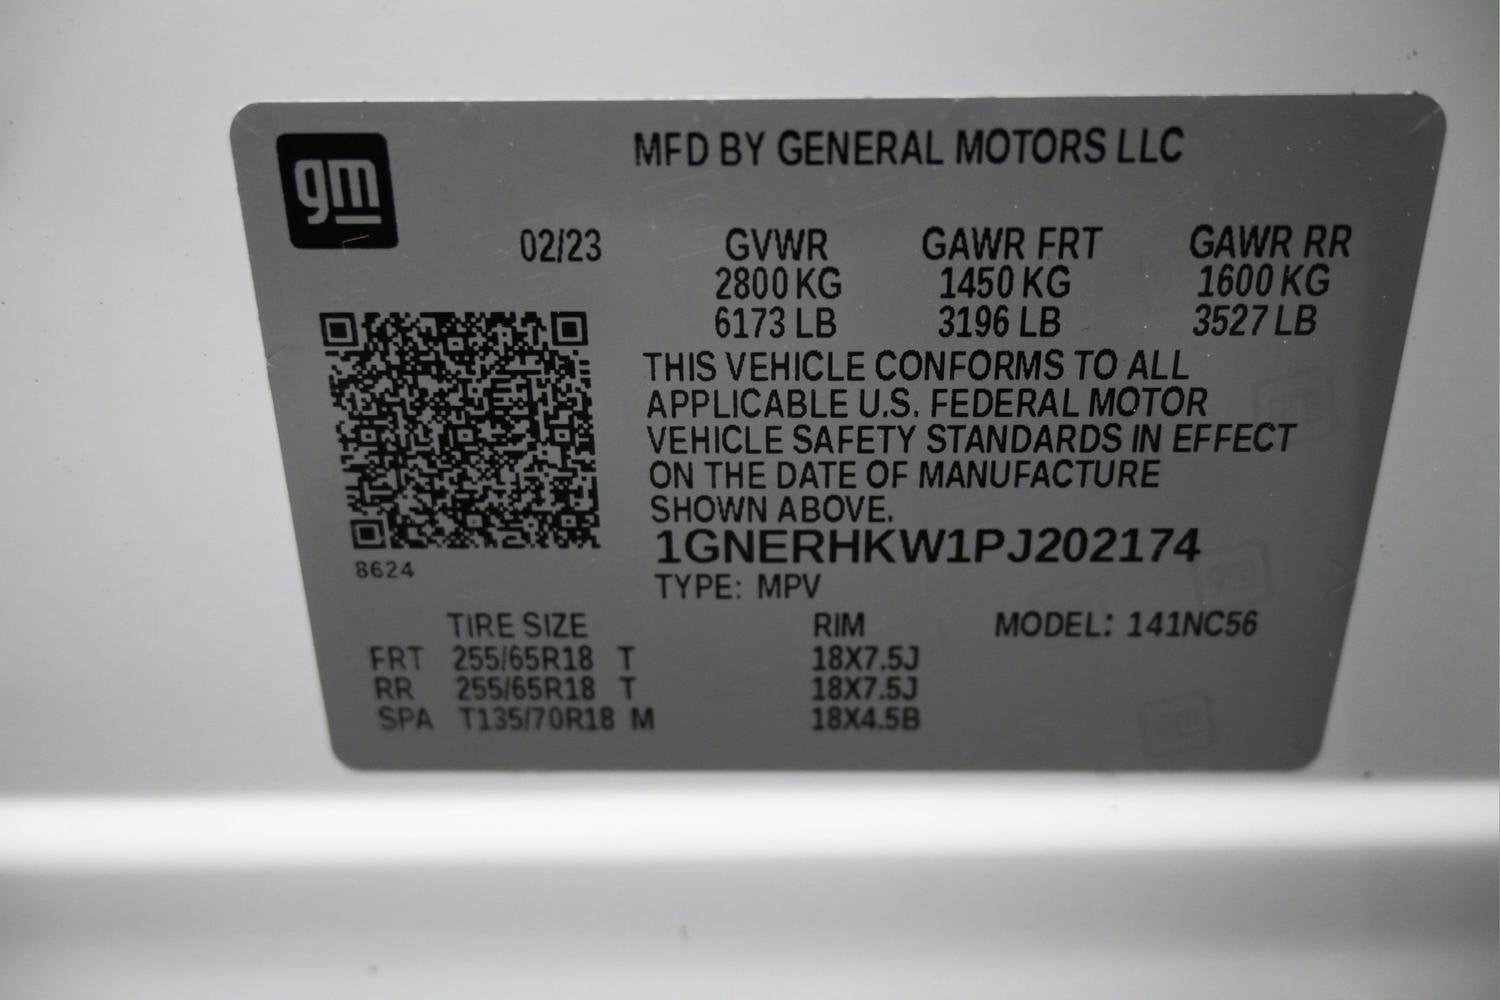 gm
MFD BY GENERAL MOTORS LLC
02/23 GVWR GAWR FRT GAWR RR
2800 KG 1450 KG 1600 KG
6173 LB 3196 LB 3527 LB
THIS VEHICLE CONFORMS TO ALL
APPLICABLE U.S. FEDERAL MOTOR
VEHICLE SAFETY STANDARDS IN EFFECT
ON THE DATE OF MANUFACTURE
SHOWN ABOVE.
1GNERHKW1PJ202174
8624
TYPE: MPV
TIRE SIZE RIM MODEL: 141NC56
FRT 255/65R18 T 18X7.5J
RR 255/65R18 T 18X7.5J
SPA T135/70R18 M 18X4.5B